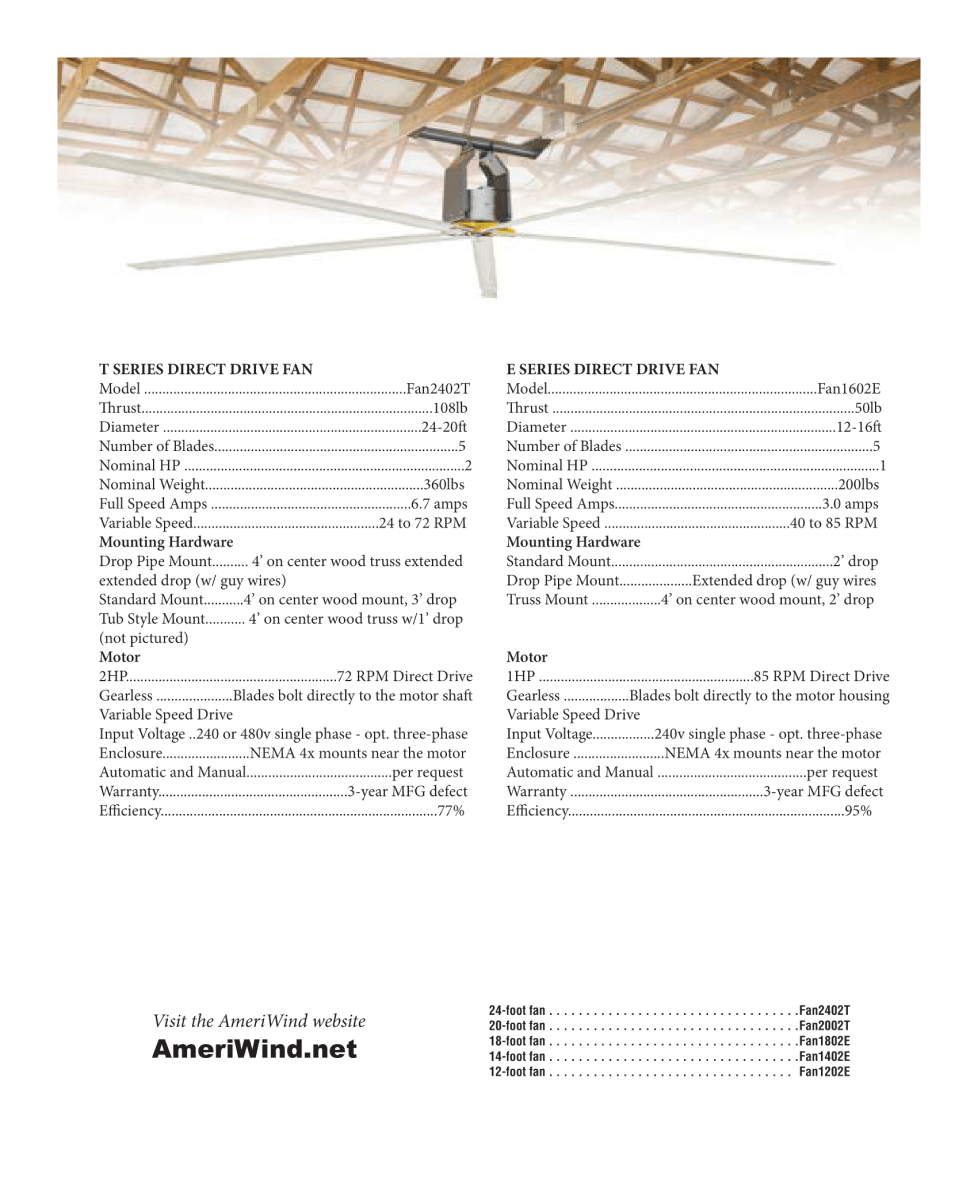 T SERIES DIRECT DRIVE FAN
Model ........................................................................Fan2402T
Thrust................................................................................108lb
Diameter .......................................................................24-20ft
Number of Blades...................................................................5
Nominal HP .............................................................................2
Nominal Weight............................................................360lbs
Full Speed Amps .......................................................6.7 amps
Variable Speed...................................................24 to 72 RPM
Mounting Hardware
Drop Pipe Mount.......... 4’ on center wood truss extended
extended drop (w/ guy wires)
Standard Mount...........4’ on center wood mount, 3’ drop
Tub Style Mount........... 4’ on center wood truss w/1’ drop
(not pictured)
Motor
2HP..........................................................72 RPM Direct Drive
Gearless .....................Blades bolt directly to the motor shaft
Variable Speed Drive
Input Voltage ..240 or 480v single phase - opt. three-phase
Enclosure........................NEMA 4x mounts near the motor
Automatic and Manual........................................per request
Warranty....................................................3-year MFG defect
Efficiency............................................................................77%
E SERIES DIRECT DRIVE FAN
Model..........................................................................Fan1602E
Thrust ...................................................................................50lb
Diameter .........................................................................12-16ft
Number of Blades ....................................................................5
Nominal HP ...............................................................................1
Nominal Weight .............................................................200lbs
Full Speed Amps.........................................................3.0 amps
Variable Speed ...................................................40 to 85 RPM
Mounting Hardware
Standard Mount.............................................................2’ drop
Drop Pipe Mount....................Extended drop (w/ guy wires
Truss Mount ...................4’ on center wood mount, 2’ drop
Motor
1HP ...........................................................85 RPM Direct Drive
Gearless ..................Blades bolt directly to the motor housing
Variable Speed Drive
Input Voltage.................240v single phase - opt. three-phase
Enclosure .........................NEMA 4x mounts near the motor
Automatic and Manual .........................................per request
Warranty .....................................................3-year MFG defect
Efficiency............................................................................95%
Visit the AmeriWind website
AmeriWind.net
24-foot fan . . . . . . . . . . . . . . . . . . . . . . . . . . . . . . . . . .Fan2402T
20-foot fan . . . . . . . . . . . . . . . . . . . . . . . . . . . . . . . . . .Fan2002T
18-foot fan . . . . . . . . . . . . . . . . . . . . . . . . . . . . . . . . . .Fan1802E
14-foot fan . . . . . . . . . . . . . . . . . . . . . . . . . . . . . . . . . .Fan1402E
12-foot fan . . . . . . . . . . . . . . . . . . . . . . . . . . . . . . . . . Fan1202E